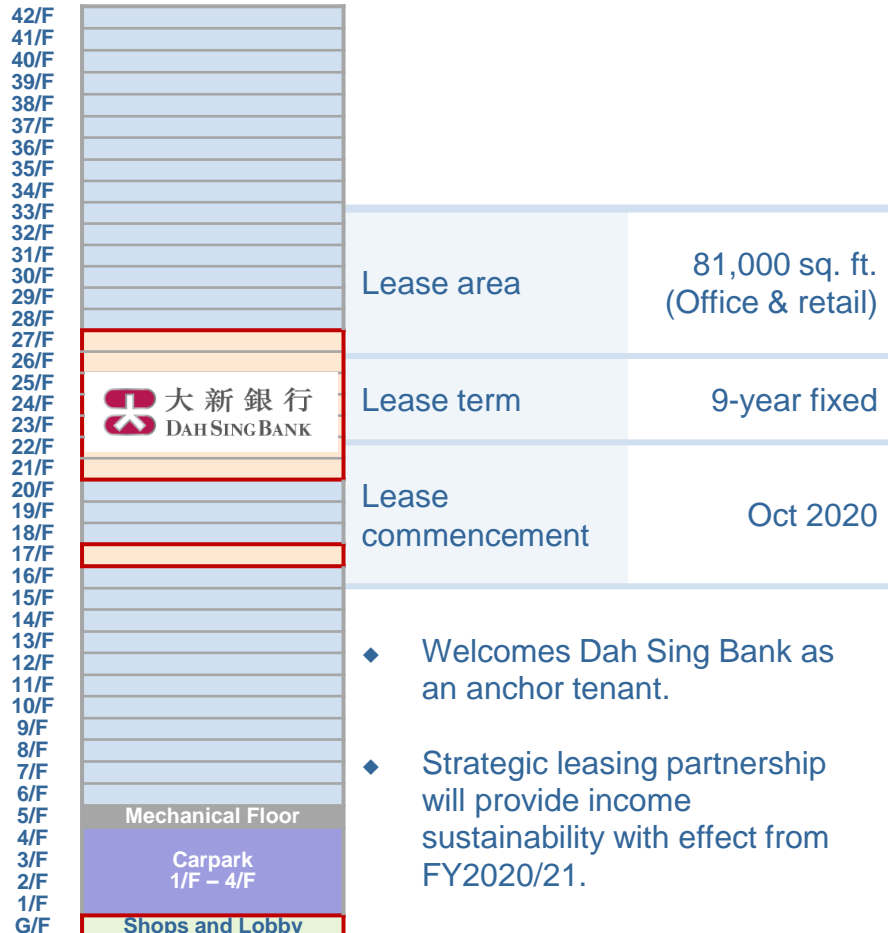 42/F
41/F
40/F
39/F
38/F
37/F
36/F
35/F
34/F
33/F
32/F
31/F
30/F
29/F
28/F
27/F
26/F
25/F
24/F
23/F
22/F
21/F
20/F
19/F
18/F
17/F
16/F
15/F
14/F
13/F
12/F
11/F
10/F
9/F
8/F
7/F
6/F
5/F
4/F
3/F
2/F
1/F
G/F
大新銀行
DAH SING BANK
Mechanical Floor
Carpark
1/F – 4/F
Shops and Lobby
Lease area
81,000 sq. ft.
(Office & retail)
Lease term
9-year fixed
Lease
commencement
Oct 2020
◆ Welcomes Dah Sing Bank as
an anchor tenant.
◆ Strategic leasing partnership
will provide income
sustainability with effect from
FY2020/21.